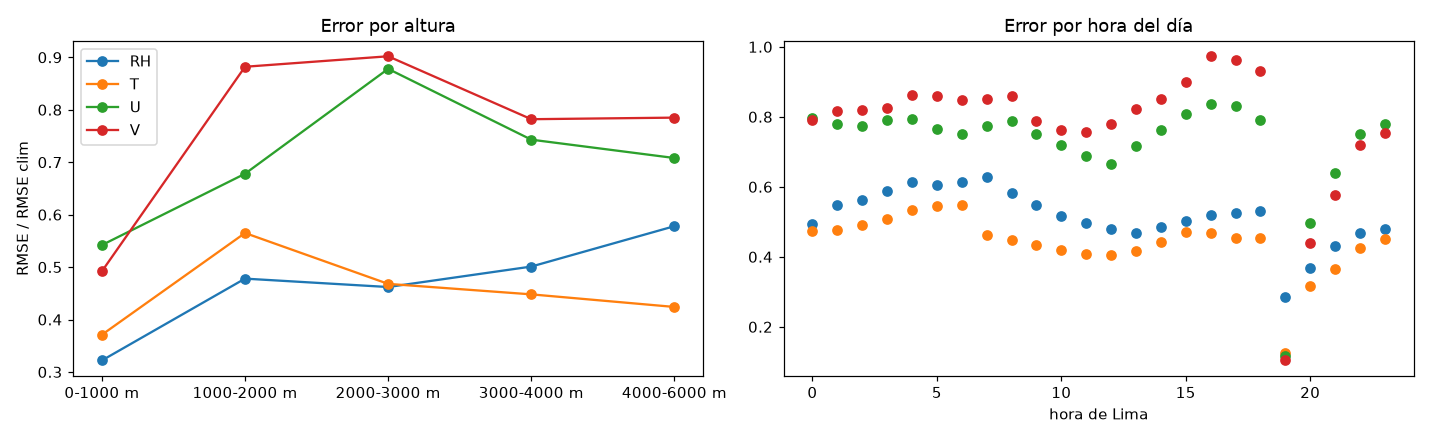 Error por altura
RMSE / RMSE clim
0.9
0.8
0.7
0.6
0.5
0.4
0.3
RH
T
U
V
0-1000 m 1000-2000 m 2000-3000 m 3000-4000 m 4000-6000 m
Error por hora del día
1.0
0.8
0.6
0.4
0.2
0 5 10 15 20
hora de Lima